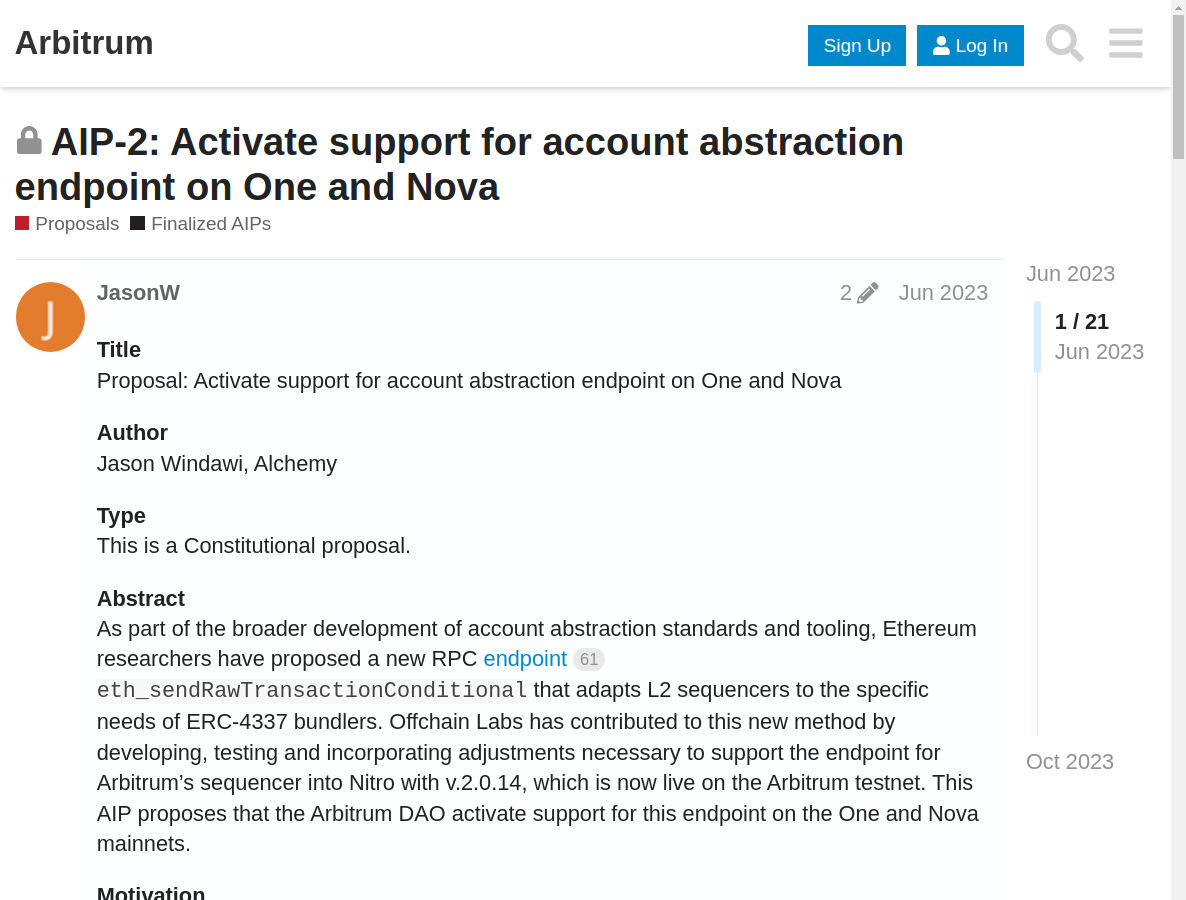 Arbitrum
Sign Up
Log In
AIP-2: Activate support for account abstraction
endpoint on One and Nova
Proposals Finalized AIPs
J
JasonW
2
Jun 2023
Title
Proposal: Activate support for account abstraction endpoint on One and Nova
Author
Jason Windawi, Alchemy
Type
This is a Constitutional proposal.
Abstract
As part of the broader development of account abstraction standards and tooling, Ethereum
researchers have proposed a new RPC endpoint 61
eth_sendRawTransactionConditional that adapts L2 sequencers to the specific
needs of ERC-4337 bundlers. Offchain Labs has contributed to this new method by
developing, testing and incorporating adjustments necessary to support the endpoint for
Arbitrum’s sequencer into Nitro with v.2.0.14, which is now live on the Arbitrum testnet. This
AIP proposes that the Arbitrum DAO activate support for this endpoint on the One and Nova
mainnets.
Motivation
Jun 2023
1 / 21
Jun 2023
Oct 2023